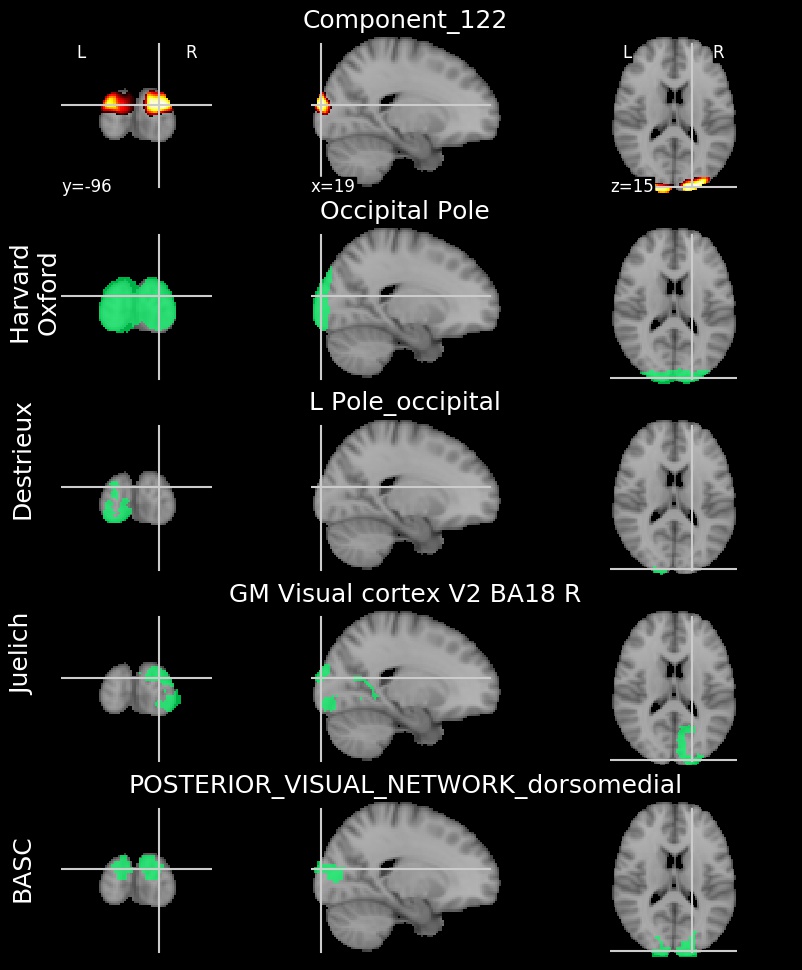 Component_122
L R L R
y=-96 x=19 z=15
Occipital Pole
Harvard
Oxford
L Pole_occipital
Destrieux
GM Visual cortex V2 BA18 R
Juelich
POSTERIOR_VISUAL_NETWORK_dorsomedial
BASC